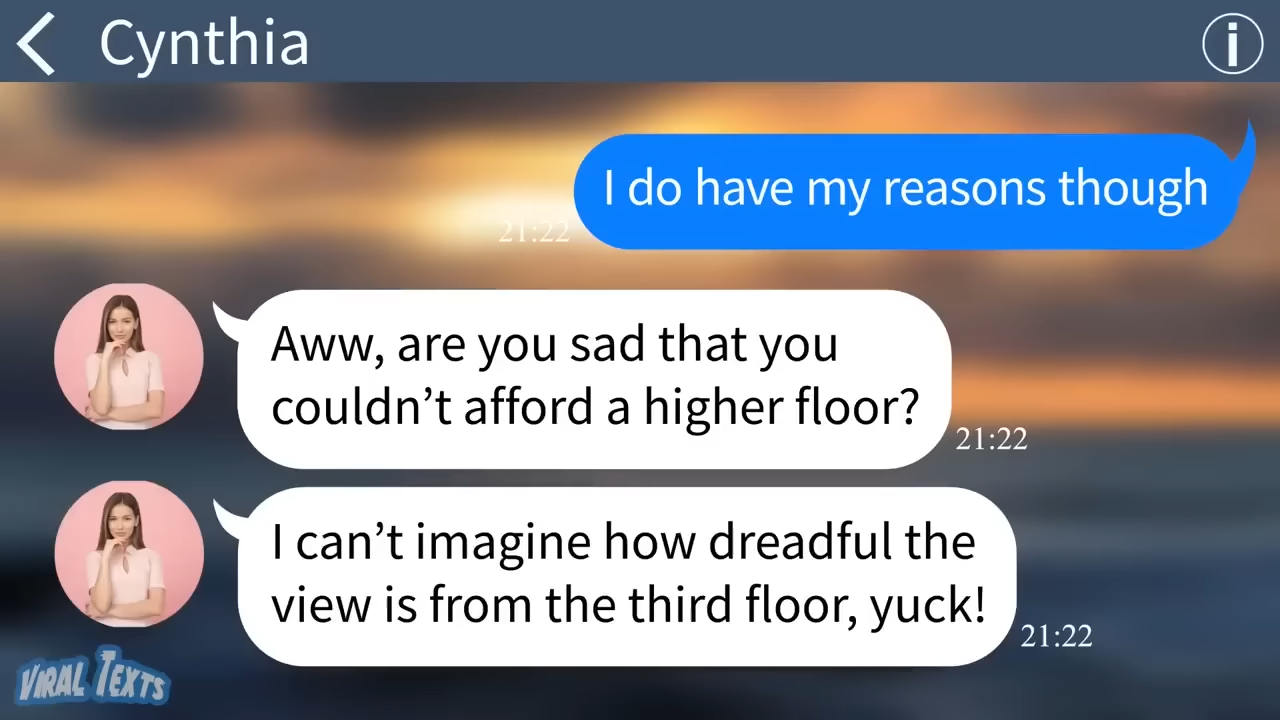 Cynthia
I do have my reasons though
21:22
Aww, are you sad that you
couldn’t afford a higher floor?
21:22
I can’t imagine how dreadful the
view is from the third floor, yuck!
21:22
VIRAL TEXTS